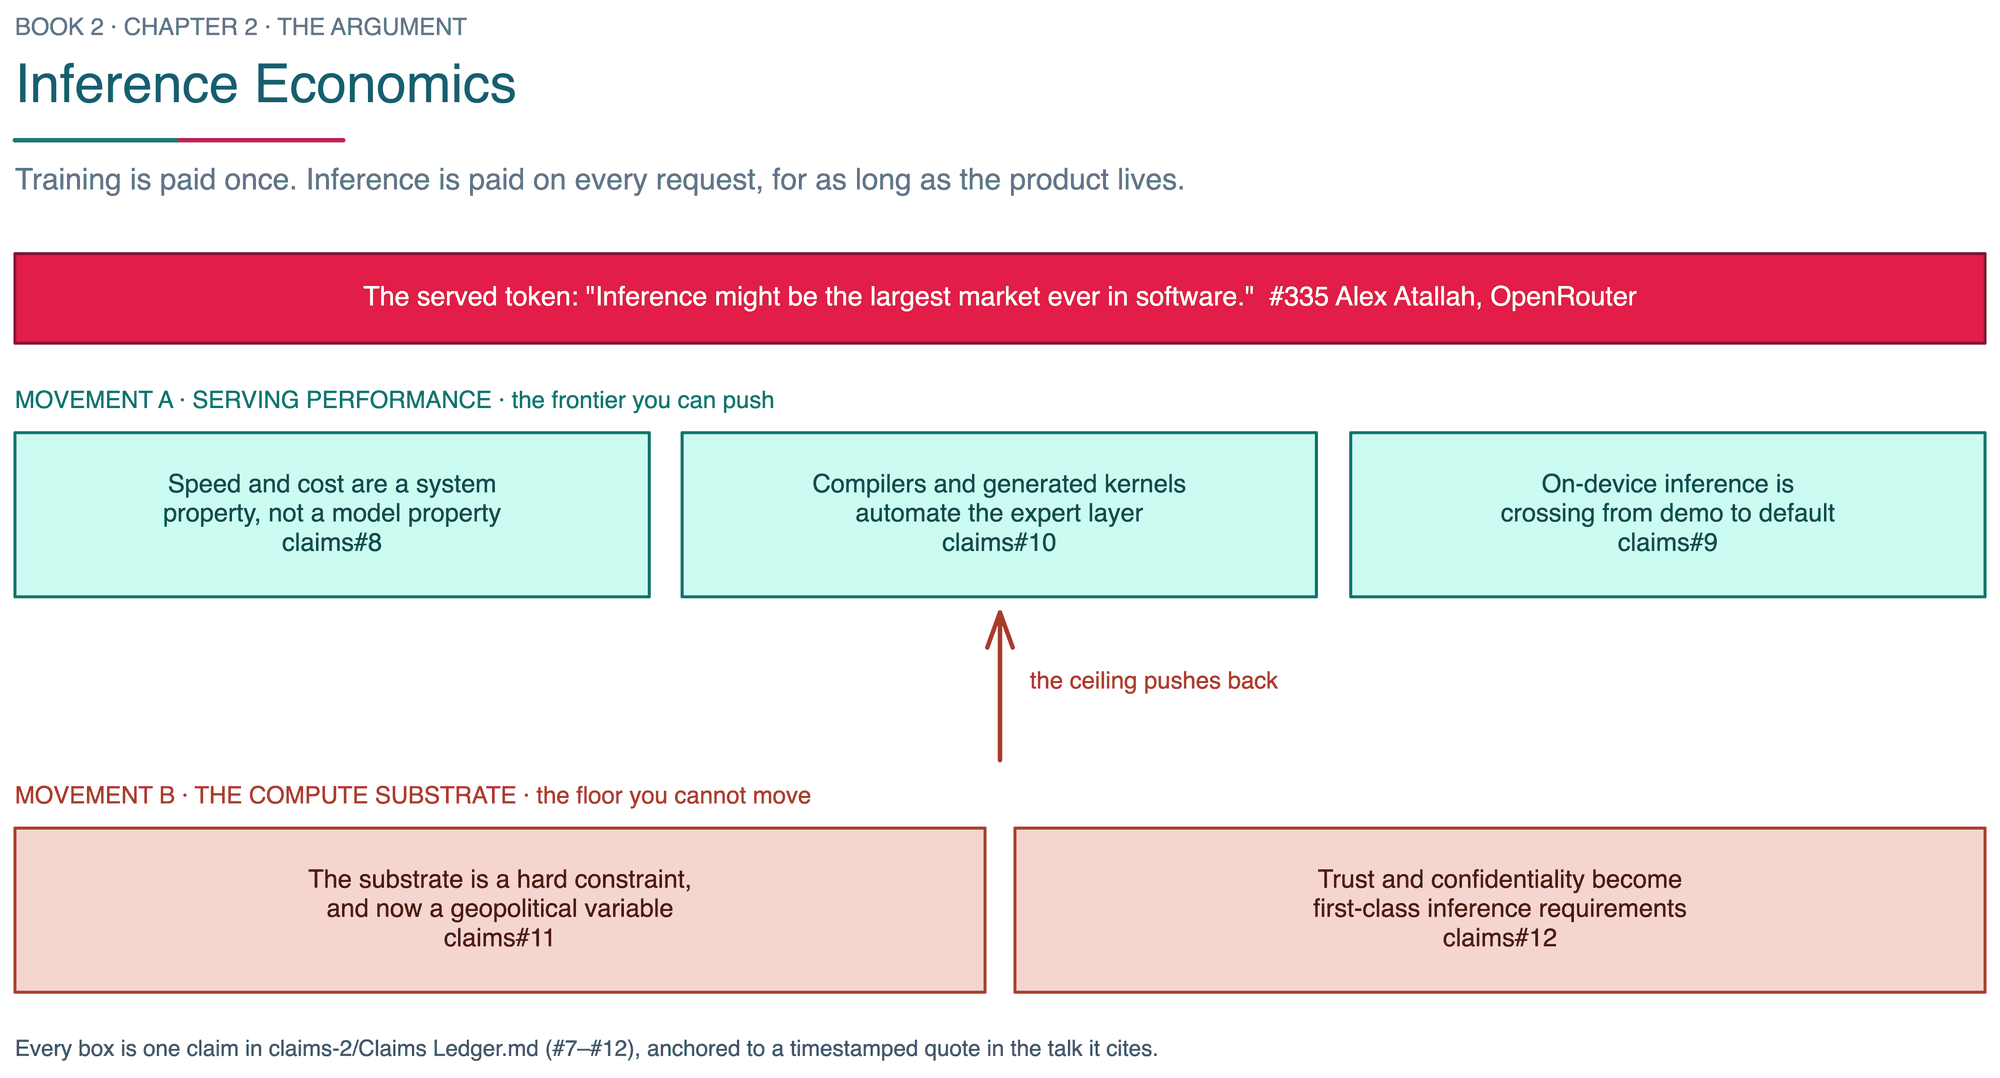 BOOK 2 · CHAPTER 2 · THE ARGUMENT
Inference Economics
Training is paid once. Inference is paid on every request, for as long as the product lives.
The served token: "Inference might be the largest market ever in software."  #335 Alex Atallah, OpenRouter
MOVEMENT A · SERVING PERFORMANCE · the frontier you can push
Speed and cost are a system
property, not a model property
claims#8
Compilers and generated kernels
automate the expert layer
claims#10
On-device inference is
crossing from demo to default
claims#9
the ceiling pushes back
MOVEMENT B · THE COMPUTE SUBSTRATE · the floor you cannot move
The substrate is a hard constraint,
and now a geopolitical variable
claims#11
Trust and confidentiality become
first-class inference requirements
claims#12
Every box is one claim in claims-2/Claims Ledger.md (#7–#12), anchored to a timestamped quote in the talk it cites.